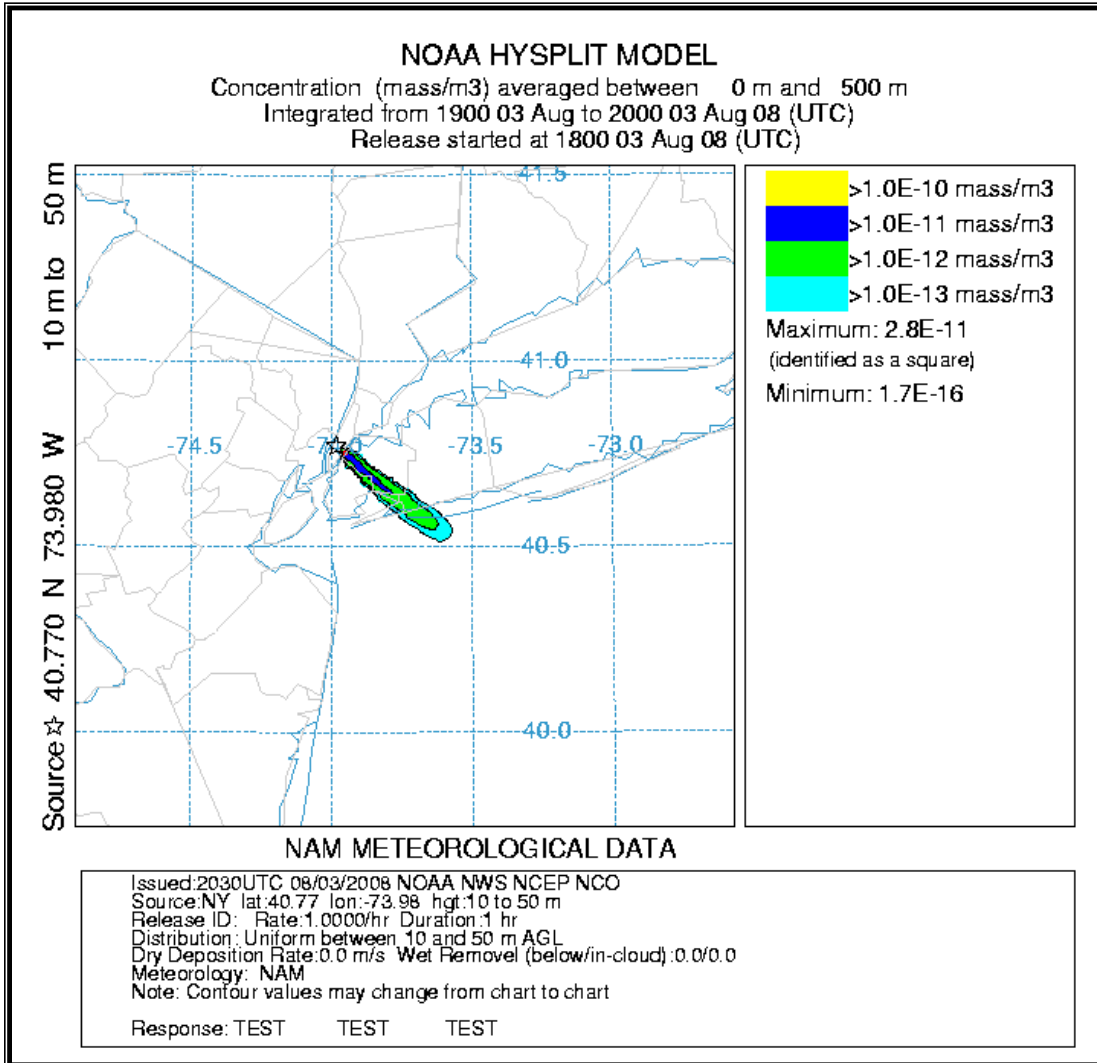 NOAA HYSPLIT MODEL
Concentration (mass/m3) averaged between 0 m and 500 m
Integrated from 1900 03 Aug to 2000 03 Aug 08 (UTC)
Release started at 1800 03 Aug 08 (UTC)
Source ☆ 40.770 N 73.980 W 10 m to 50 m
41.5
41.0
-74.5
-74.0
-73.5
-73.0
40.5
40.0
>1.0E-10 mass/m3
>1.0E-11 mass/m3
>1.0E-12 mass/m3
>1.0E-13 mass/m3
Maximum: 2.8E-11
(identified as a square)
Minimum: 1.7E-16
NAM METEOROLOGICAL DATA
Issued:2030UTC 08/03/2008 NOAA NWS NCEP NCO
Source:NY lat:40.77 lon:-73.98 hgt:10 to 50 m
Release ID: Rate:1.0000/hr Duration:1 hr
Distribution: Uniform between 10 and 50 m AGL
Dry Deposition Rate:0.0 m/s Wet Removel (below/in-cloud):0.0/0.0
Meteorology: NAM
Note: Contour values may change from chart to chart
Response: TEST TEST TEST